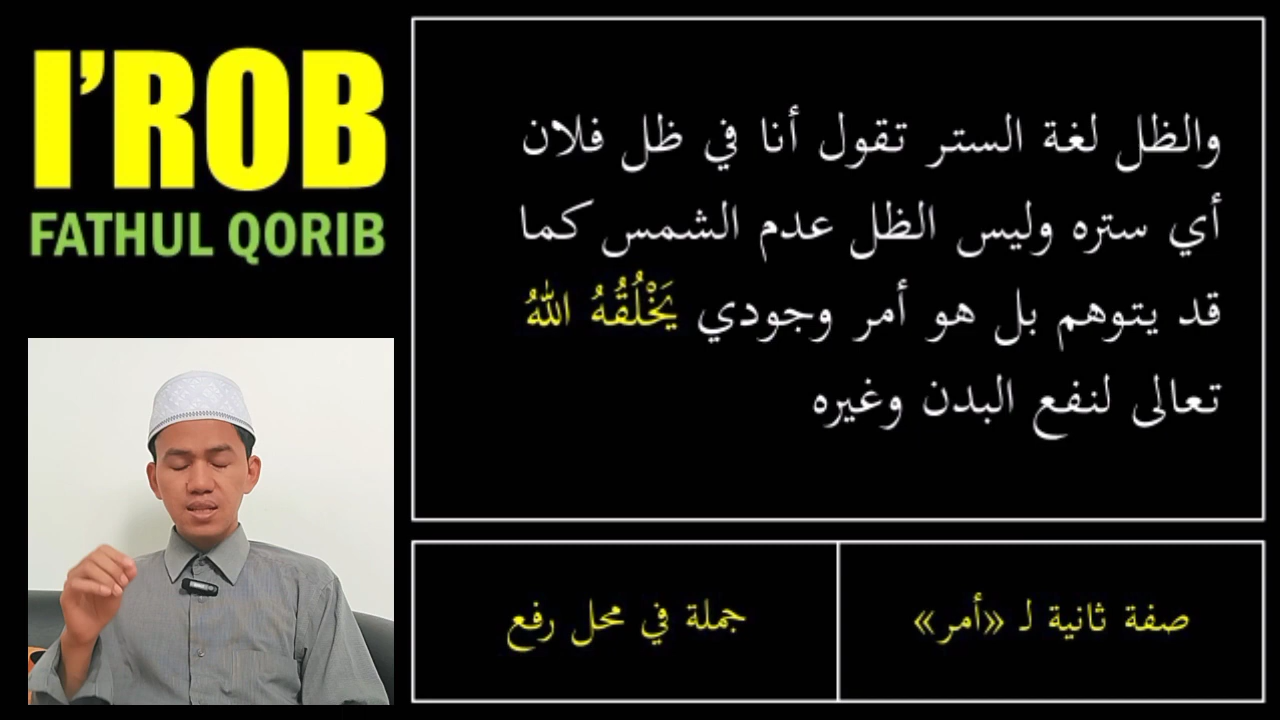 I'ROB
FATHUL QORIB
والظل لغة الستر تقول أنا في ظل فلان
أي ستره وليس الظل عدم الشمس كما
قد يتوهم بل هو أمر وجودي يَخْلُقُهُ اللهُ
تعالى لنفع البدن وغيره
صفة ثانية لـ «أمر»
جملة في محل رفع